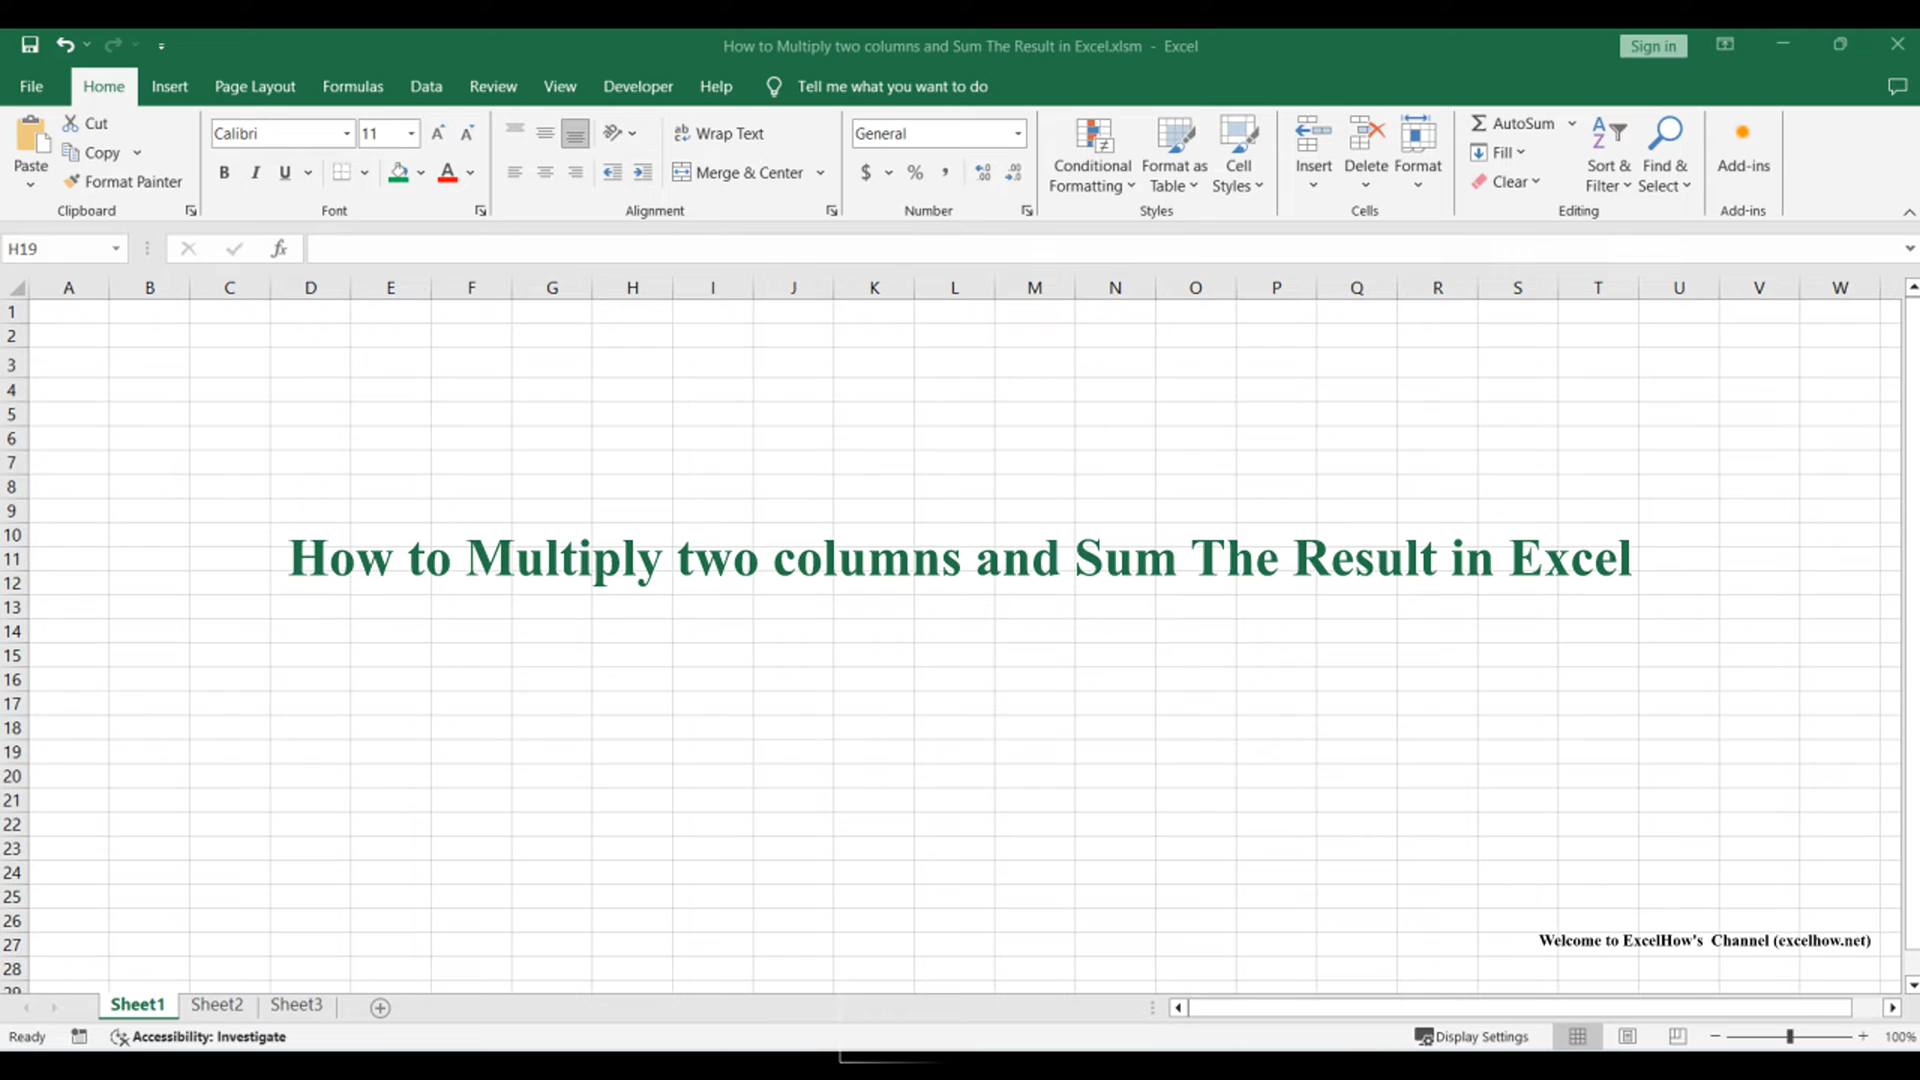 How to Multiply two columns and Sum The Result in Excel.xlsm - Excel
Sign in
File Home Insert Page Layout Formulas Data Review View Developer Help Tell me what you want to do
Paste
Cut
Copy
Format Painter
Clipboard
Calibri 11
B I U
Font
Wrap Text
Merge & Center
Alignment
General
$ % ,
Number
Conditional Formatting
Format as Table
Cell Styles
Styles
Insert Delete Format
Cells
AutoSum
Fill
Clear
Sort & Filter
Find & Select
Editing
Add-ins
Add-ins
H19 fx
A B C D E F G H I J K L M N O P Q R S T U V W
1
2
3
4
5
6
7
8
9
10
11
12
13
14
15
16
17
18
19
20
21
22
23
24
25
26
27
28
29
How to Multiply two columns and Sum The Result in Excel
Welcome to ExcelHow's Channel (excelhow.net)
Sheet1 Sheet2 Sheet3
Ready Accessibility: Investigate Display Settings 100%